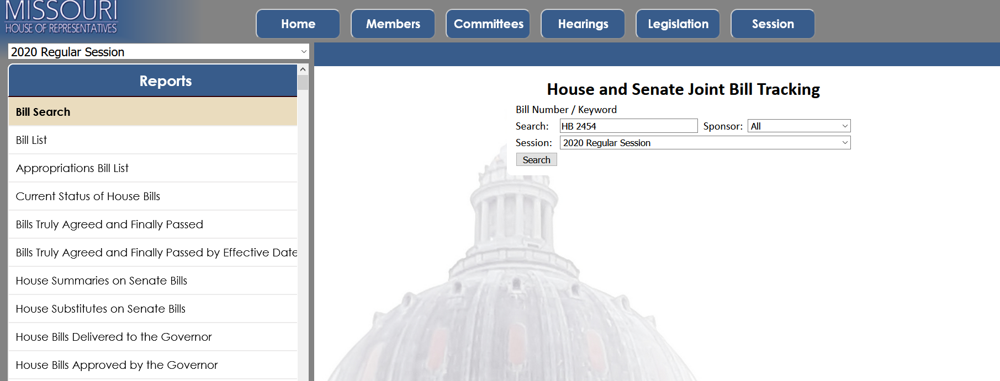 MISSOURI
HOUSE OF REPRESENTATIVES
Home
Members
Committees
Hearings
Legislation
Session
2020 Regular Session
Reports
Bill Search
Bill List
Appropriations Bill List
Current Status of House Bills
Bills Truly Agreed and Finally Passed
Bills Truly Agreed and Finally Passed by Effective Date
House Summaries on Senate Bills
House Substitutes on Senate Bills
House Bills Delivered to the Governor
House Bills Approved by the Governor
House and Senate Joint Bill Tracking
Bill Number / Keyword
Search: HB 2454 Sponsor: All
Session: 2020 Regular Session
Search